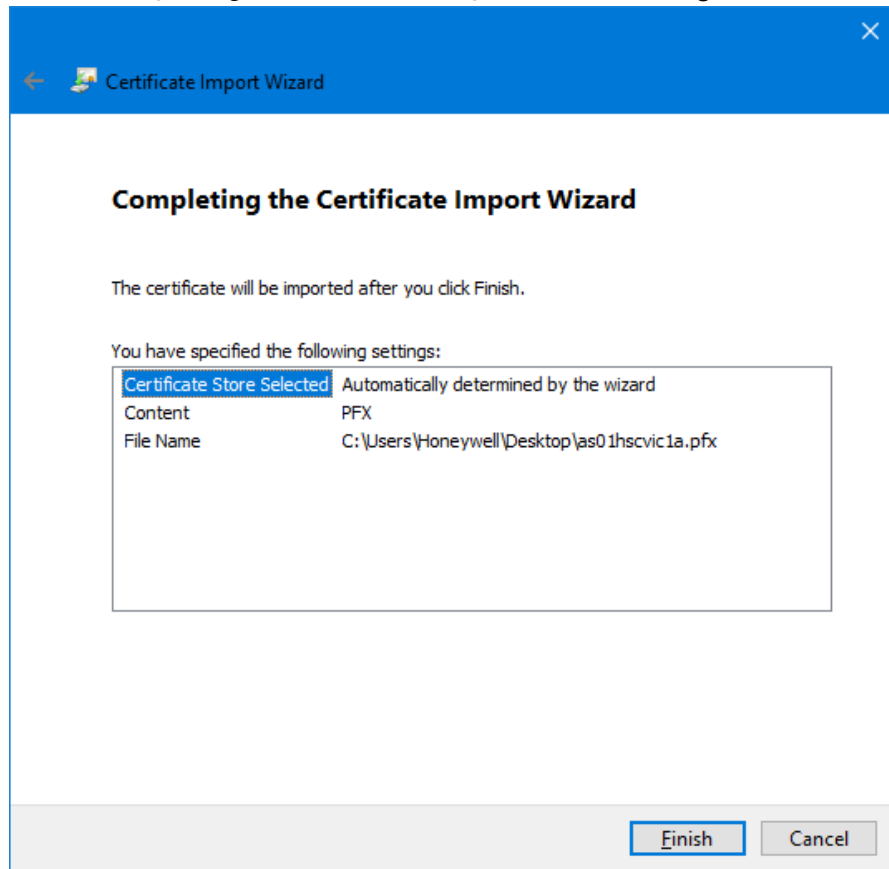 Certificate Import Wizard
Completing the Certificate Import Wizard
The certificate will be imported after you click Finish.
You have specified the following settings:
Certificate Store Selected Automatically determined by the wizard
Content PFX
File Name C:\Users\Honeywell\Desktop\as01hscvic1a.pfx
Finish Cancel